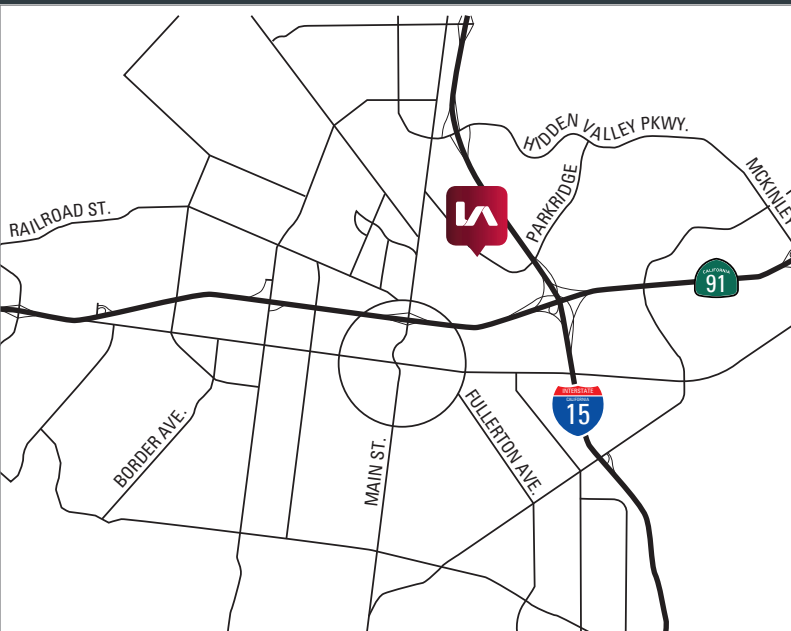 HIDDEN VALLEY PKWY.
MCKINLEY
PARKRIDGE
RAILROAD ST.
CALIFORNIA
91
INTERSTATE
CALIFORNIA
15
BORDER AVE.
MAIN ST.
FULLERTON AVE.